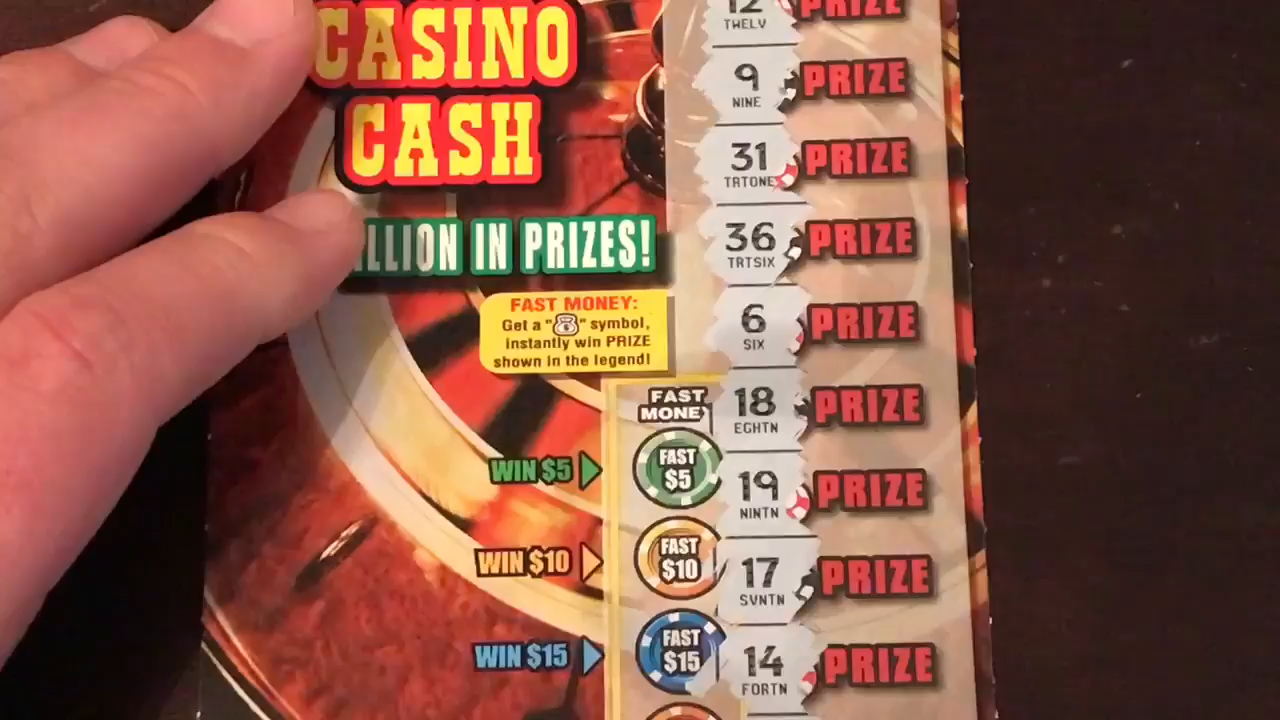 CASINO
CASH
ILLION IN PRIZES!
FAST MONEY:
Get a " " symbol,
instantly win PRIZE
shown in the legend!
12 PRIZE
TWELV
9 PRIZE
NINE
31 PRIZE
TRTONE
36 PRIZE
TRTSIX
6 PRIZE
SIX
FAST
MONE
18 PRIZE
EGHTN
WIN $5 FAST
$5
19 PRIZE
NINTN
WIN $10 FAST
$10
17 PRIZE
SVNTN
WIN $15 FAST
$15
14 PRIZE
FORTN